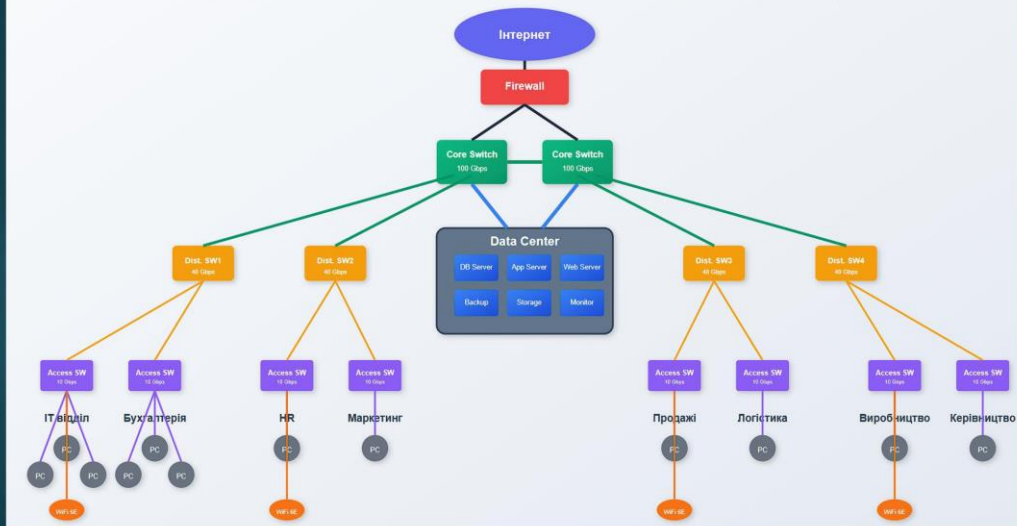 Інтернет
Firewall
Core Switch
100 Gbps
Core Switch
100 Gbps
Data Center
DB Server
App Server
Web Server
Backup
Storage
Monitor
Dist. SW1
40 Gbps
Dist. SW2
40 Gbps
Dist. SW3
40 Gbps
Dist. SW4
40 Gbps
Access SW
10 Gbps
Access SW
10 Gbps
Access SW
10 Gbps
Access SW
10 Gbps
Access SW
10 Gbps
Access SW
10 Gbps
Access SW
10 Gbps
Access SW
10 Gbps
ІТ відділ
Бухгалтерія
HR
Маркетинг
Продажі
Логістика
Виробництво
Керівництво
PC
PC
PC
PC
PC
PC
PC
PC
PC
PC
PC
PC
WiFi 6E
WiFi 6E
WiFi 6E
WiFi 6E